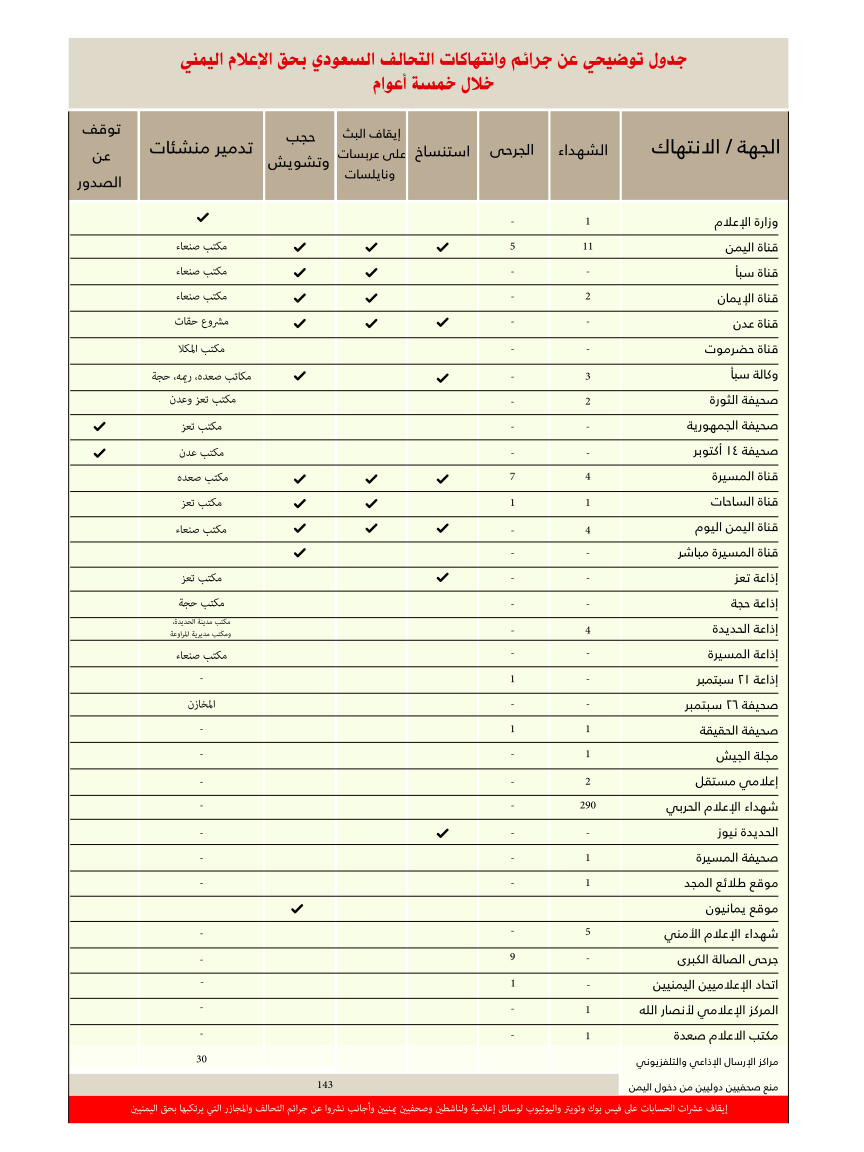 جدول توضيحي عن جرائم وانتهاكات التحالف السعودي بحق الإعلام اليمني
خلال خمسة أعوام
الجهة / الانتهاك الشهداء الجرحى استنساخ إيقاف البث على عربسات ونايلسات حجب وتشويش تدمير منشئات توقف عن الصدور
وزارة الإعلام 1 - ✓
قناة اليمن 11 5 ✓ ✓ ✓ مكتب صنعاء
قناة سبأ - - ✓ ✓ مكتب صنعاء
قناة الإيمان 2 - ✓ ✓ مكتب صنعاء
قناة عدن - - ✓ ✓ ✓ مشروع حقات
قناة حضرموت - - مكتب المكلا
وكالة سبأ 3 - ✓ ✓ مكاتب صعده، ريمه، حجة
صحيفة الثورة 2 - مكتب تعز وعدن
صحيفة الجمهورية - - مكتب تعز ✓
صحيفة ١٤ أكتوبر - - مكتب عدن ✓
قناة المسيرة 4 7 ✓ ✓ ✓ مكتب صعده
قناة الساحات 1 1 ✓ ✓ مكتب تعز
قناة اليمن اليوم 4 - ✓ ✓ ✓ مكتب صنعاء
قناة المسيرة مباشر - - ✓
إذاعة تعز - - ✓ مكتب تعز
إذاعة حجة - - مكتب حجة
إذاعة الحديدة 4 - مكتب مدينة الحديدة، ومكتب مديرية المراوعة
إذاعة المسيرة - - مكتب صنعاء
إذاعة ٢١ سبتمبر - 1 -
صحيفة ٢٦ سبتمبر - - المخازن
صحيفة الحقيقة 1 1 -
مجلة الجيش 1 - -
إعلامي مستقل 2 - -
شهداء الإعلام الحربي 290 - -
الحديدة نيوز - - ✓ -
صحيفة المسيرة 1 - -
موقع طلائع المجد 1 - -
موقع يمانيون ✓
شهداء الإعلام الأمني 5 - -
جرحى الصالة الكبرى - 9 -
اتحاد الإعلاميين اليمنيين - 1 -
المركز الإعلامي لأنصار الله 1 - -
مكتب الاعلام صعدة 1 - -
مراكز الإرسال الإذاعي والتلفزيوني 30
منع صحفيين دوليين من دخول اليمن 143
إيقاف عشرات الحسابات على فيس بوك وتويتر واليوتيوب لوسائل إعلامية ولناشطين وصحفيين يمنيين وأجانب نشروا عن جرائم التحالف والمجازر التي يرتكبها بحق اليمنيين